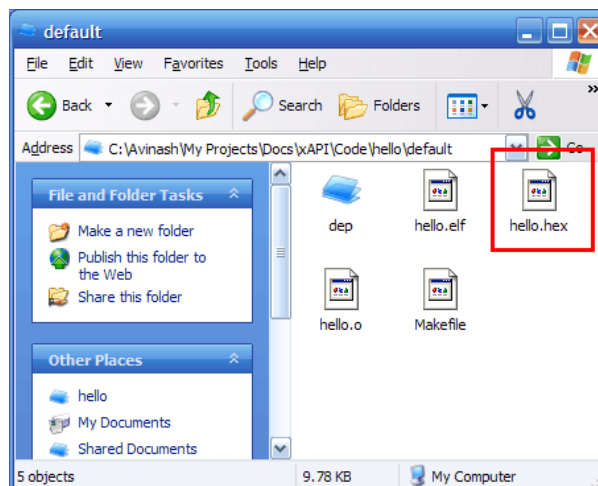 default
File Edit View Favorites Tools Help
Back Search Folders »
Address C:\Avinash\My Projects\Docs\xAPI\Code\hello\default Go
File and Folder Tasks
Make a new folder
Publish this folder to
the Web
Share this folder
Other Places
hello
My Documents
Shared Documents
dep hello.elf hello.hex
hello.o Makefile
5 objects 9.78 KB My Computer